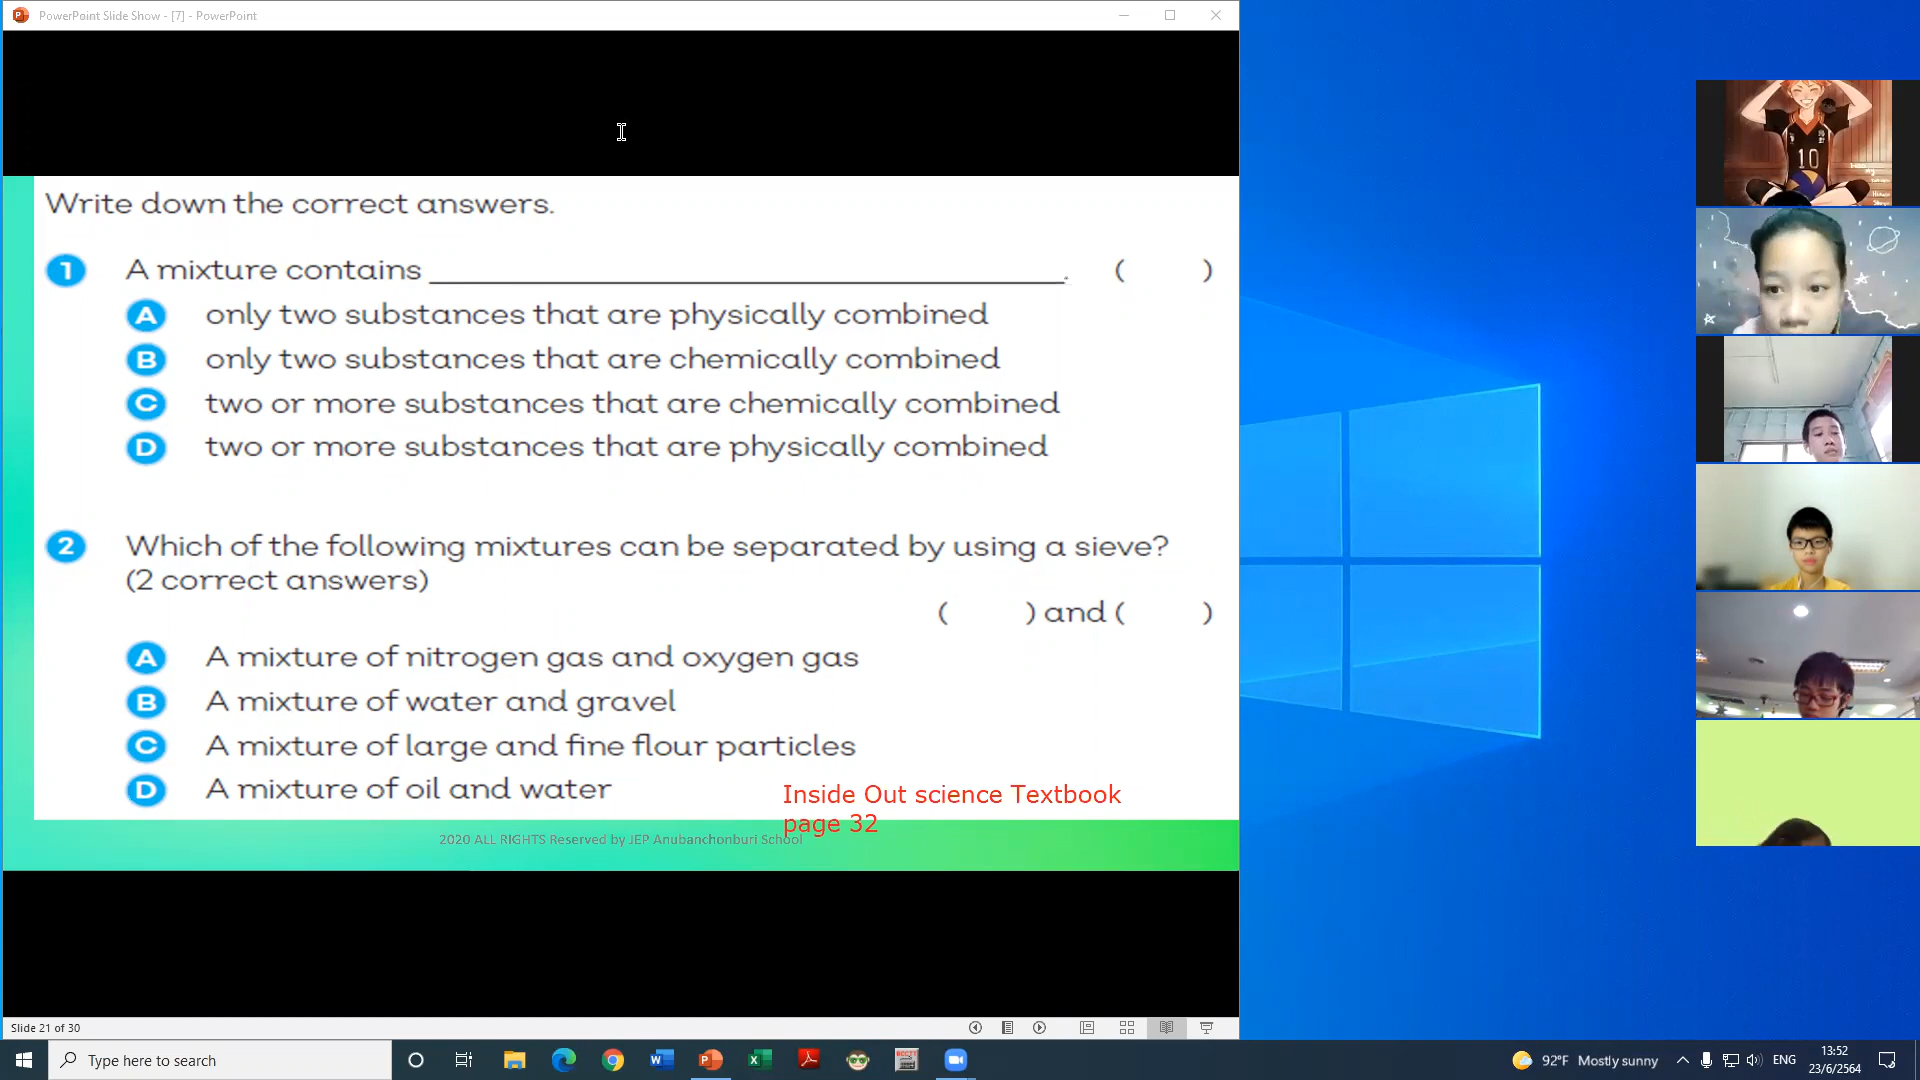 PowerPoint Slide Show - [7] - PowerPoint
Write down the correct answers.
1 A mixture contains ______________________________. ( )
A only two substances that are physically combined
B only two substances that are chemically combined
C two or more substances that are chemically combined
D two or more substances that are physically combined
2 Which of the following mixtures can be separated by using a sieve?
(2 correct answers)
( ) and ( )
A A mixture of nitrogen gas and oxygen gas
B A mixture of water and gravel
C A mixture of large and fine flour particles
D A mixture of oil and water
Inside Out science Textbook
page 32
2020 ALL RIGHTS Reserved by JEP Anubanchonburi School
10
Slide 21 of 30
Type here to search
92°F Mostly sunny
ENG
13:52
23/6/2564